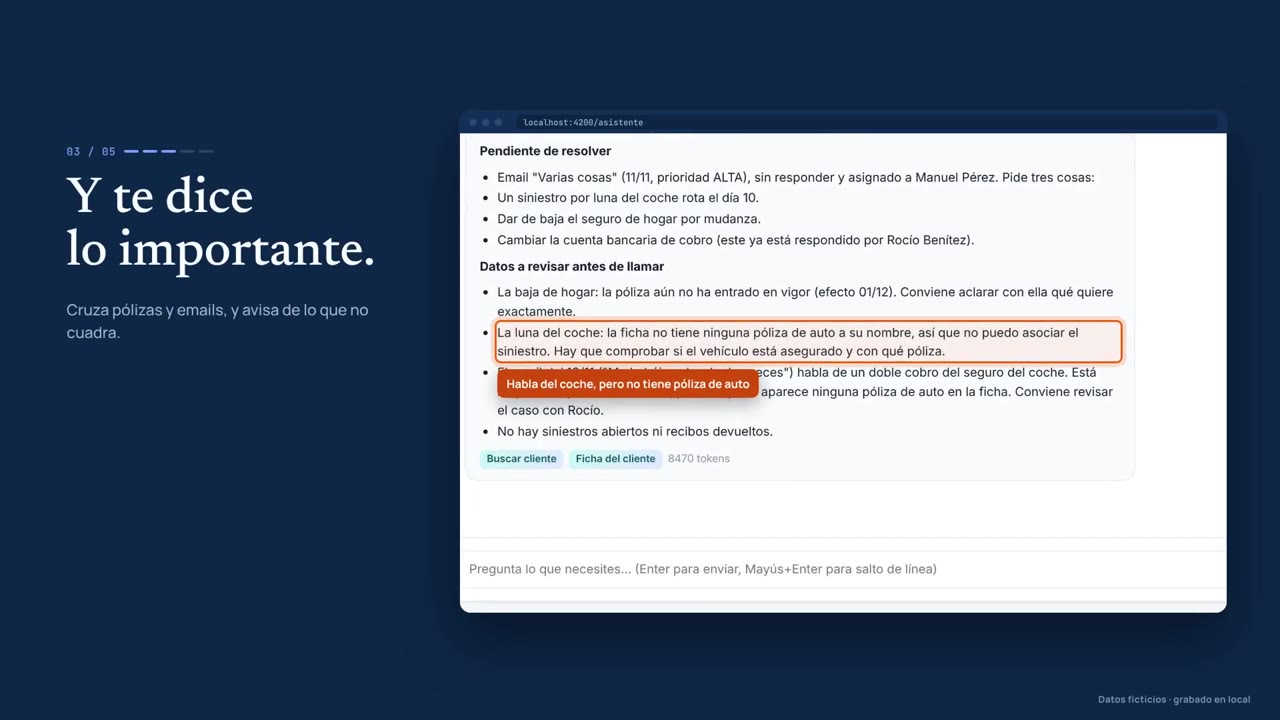 03 / 05
Y te dice
lo importante.
Cruza pólizas y emails, y avisa de lo que no
cuadra.
localhost:4200/asistente
Pendiente de resolver
Email "Varias cosas" (11/11, prioridad ALTA), sin responder y asignado a Manuel Pérez. Pide tres cosas:
Un siniestro por luna del coche rota el día 10.
Dar de baja el seguro de hogar por mudanza.
Cambiar la cuenta bancaria de cobro (este ya está respondido por Rocío Benítez).
Datos a revisar antes de llamar
La baja de hogar: la póliza aún no ha entrado en vigor (efecto 01/12). Conviene aclarar con ella qué quiere
exactamente.
La luna del coche: la ficha no tiene ninguna póliza de auto a su nombre, así que no puedo asociar el
siniestro. Hay que comprobar si el vehículo está asegurado y con qué póliza.
habla de un doble cobro del seguro del coche. Está
Habla del coche, pero no tiene póliza de auto
aparece ninguna póliza de auto en la ficha. Conviene revisar
el caso con Rocío.
No hay siniestros abiertos ni recibos devueltos.
Buscar cliente Ficha del cliente 8470 tokens
Pregunta lo que necesites... (Enter para enviar, Mayús+Enter para salto de línea)
Datos ficticios · grabado en local